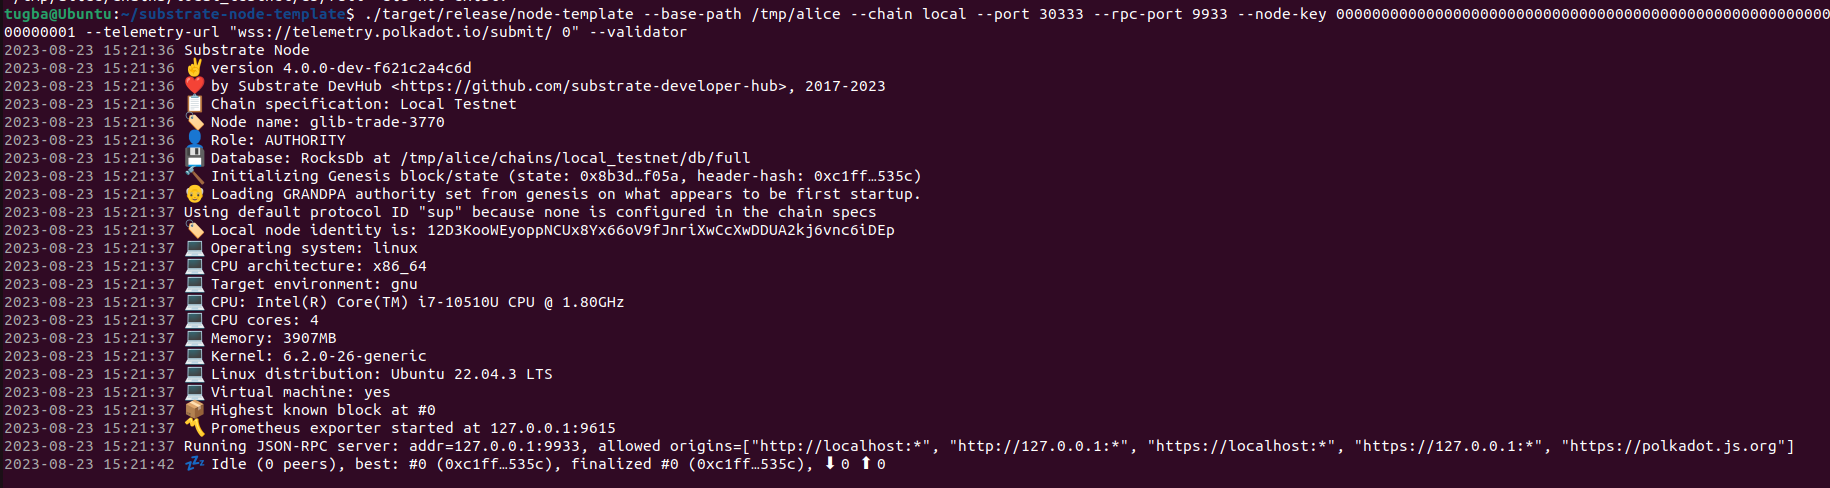 tugba@Ubuntu:~/substrate-node-template$ ./target/release/node-template --base-path /tmp/alice --chain local --port 30333 --rpc-port 9933 --node-key 0000000000000000000000000000000000000000000000000000000
00000001 --telemetry-url "wss://telemetry.polkadot.io/submit/ 0" --validator
2023-08-23 15:21:36 Substrate Node
2023-08-23 15:21:36 ✌️ version 4.0.0-dev-f621c2a4c6d
2023-08-23 15:21:36 ❤️ by Substrate DevHub <https://github.com/substrate-developer-hub>, 2017-2023
2023-08-23 15:21:36 📋 Chain specification: Local Testnet
2023-08-23 15:21:36 🏷 Node name: glib-trade-3770
2023-08-23 15:21:36 👤 Role: AUTHORITY
2023-08-23 15:21:36 💾 Database: RocksDb at /tmp/alice/chains/local_testnet/db/full
2023-08-23 15:21:37 🔨 Initializing Genesis block/state (state: 0x8b3d…f05a, header-hash: 0xc1ff…535c)
2023-08-23 15:21:37 👴 Loading GRANDPA authority set from genesis on what appears to be first startup.
2023-08-23 15:21:37 Using default protocol ID "sup" because none is configured in the chain specs
2023-08-23 15:21:37 🏷 Local node identity is: 12D3KooWEyoppNCUx8Yx66oV9fJnriXwCcXwDDUA2kj6vnc6iDEp
2023-08-23 15:21:37 💻 Operating system: linux
2023-08-23 15:21:37 💻 CPU architecture: x86_64
2023-08-23 15:21:37 💻 Target environment: gnu
2023-08-23 15:21:37 💻 CPU: Intel(R) Core(TM) i7-10510U CPU @ 1.80GHz
2023-08-23 15:21:37 💻 CPU cores: 4
2023-08-23 15:21:37 💻 Memory: 3907MB
2023-08-23 15:21:37 💻 Kernel: 6.2.0-26-generic
2023-08-23 15:21:37 💻 Linux distribution: Ubuntu 22.04.3 LTS
2023-08-23 15:21:37 💻 Virtual machine: yes
2023-08-23 15:21:37 📦 Highest known block at #0
2023-08-23 15:21:37 〽️ Prometheus exporter started at 127.0.0.1:9615
2023-08-23 15:21:37 Running JSON-RPC server: addr=127.0.0.1:9933, allowed origins=["http://localhost:*", "http://127.0.0.1:*", "https://localhost:*", "https://127.0.0.1:*", "https://polkadot.js.org"]
2023-08-23 15:21:42 💤 Idle (0 peers), best: #0 (0xc1ff…535c), finalized #0 (0xc1ff…535c), ⬇ 0 ⬆ 0